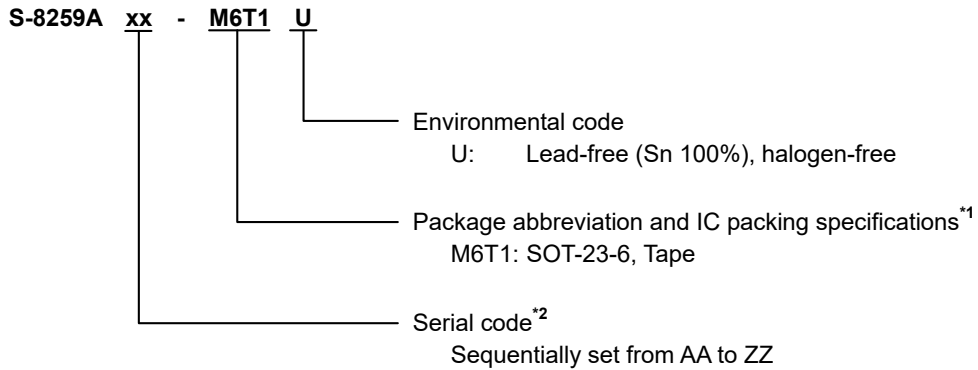 S-8259A xx - M6T1 U
Environmental code
U: Lead-free (Sn 100%), halogen-free
Package abbreviation and IC packing specifications*1
M6T1: SOT-23-6, Tape
Serial code*2
Sequentially set from AA to ZZ